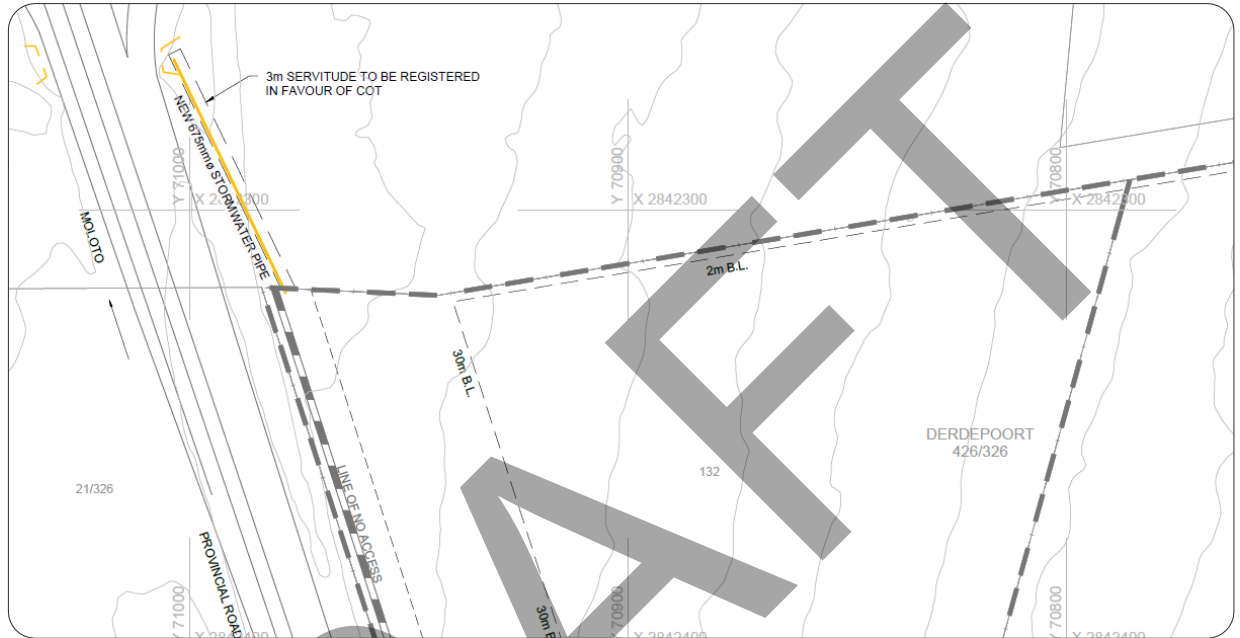 3m SERVITUDE TO BE REGISTERED
IN FAVOUR OF COT
NEW 675mmø STORMWATER PIPE
Y 71000
X 2842300
Y 70900
X 2842300
Y 70800
X 2842300
MOLOTO
2m B.L.
30m B.L.
DERDEPOORT
426/326
132
21/326
LINE OF NO ACCESS
PROVINCIAL ROAD
Y 71000
X 2842400
Y 70900
30m B
Y 70800
X 2842400
AFT